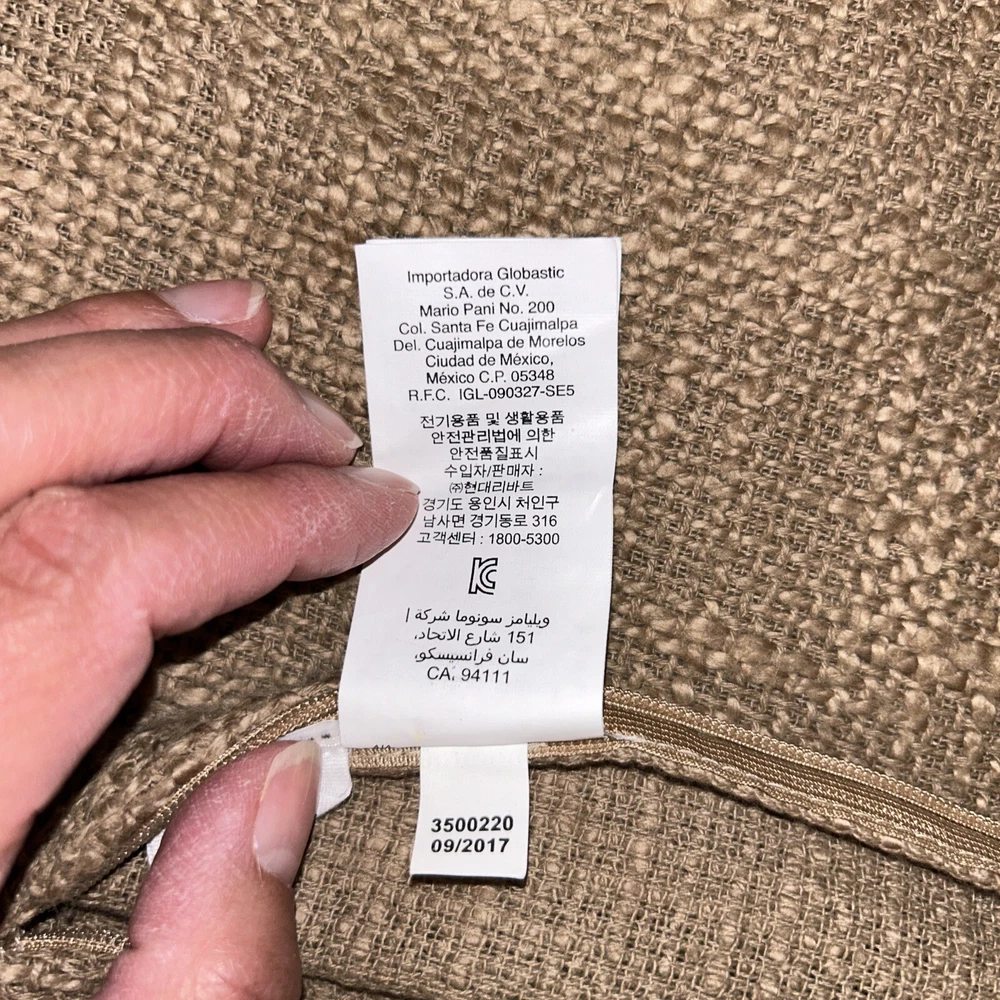 Importadora Globastic
S.A. de C.V.
Mario Pani No. 200
Col. Santa Fe Cuajimalpa
Del. Cuajimalpa de Morelos
Ciudad de México,
México C.P. 05348
R.F.C. IGL-090327-SE5
전기용품 및 생활용품
안전관리법에 의한
안전품질표시
수입자/판매자 :
㈜현대리바트
경기도 용인시 처인구
남사면 경기동로 316
고객센터 : 1800-5300
KC
ويليامز سونوما شركة |
151 شارع الاتحاد،
سان فرانسيسكو،
CA، 94111
3500220
09/2017